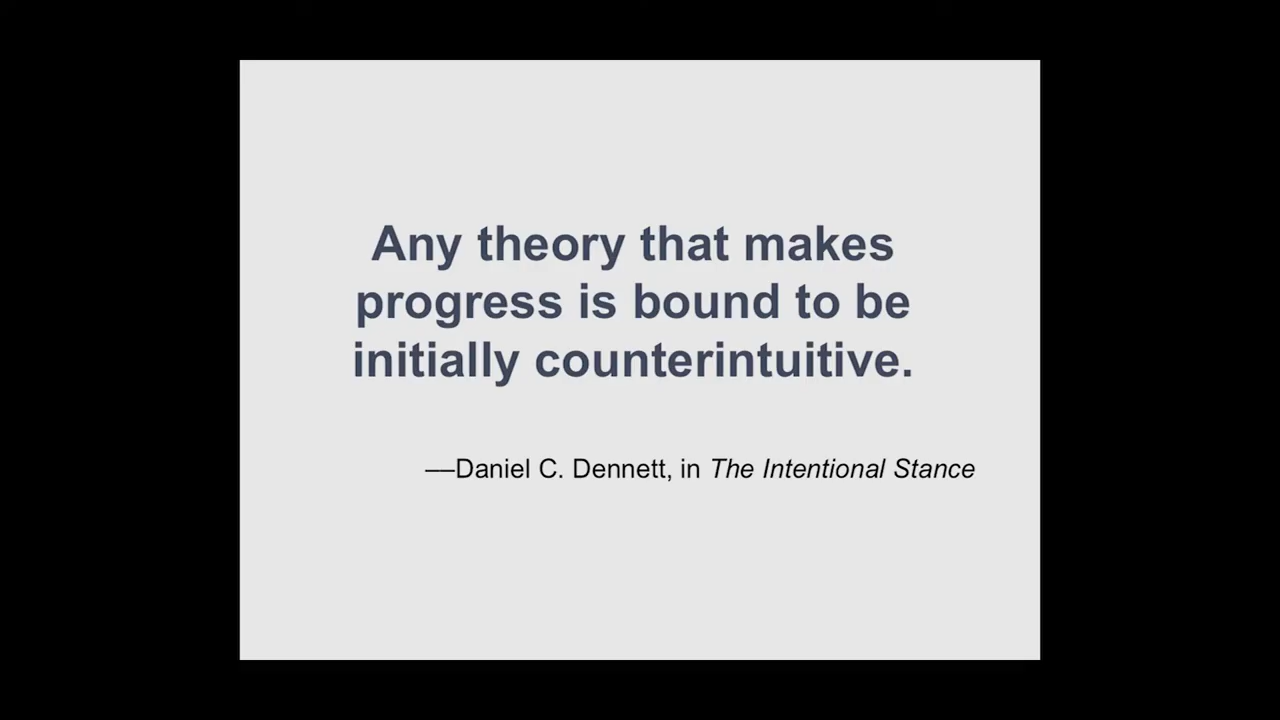 Any theory that makes
progress is bound to be
initially counterintuitive.
—Daniel C. Dennett, in The Intentional Stance